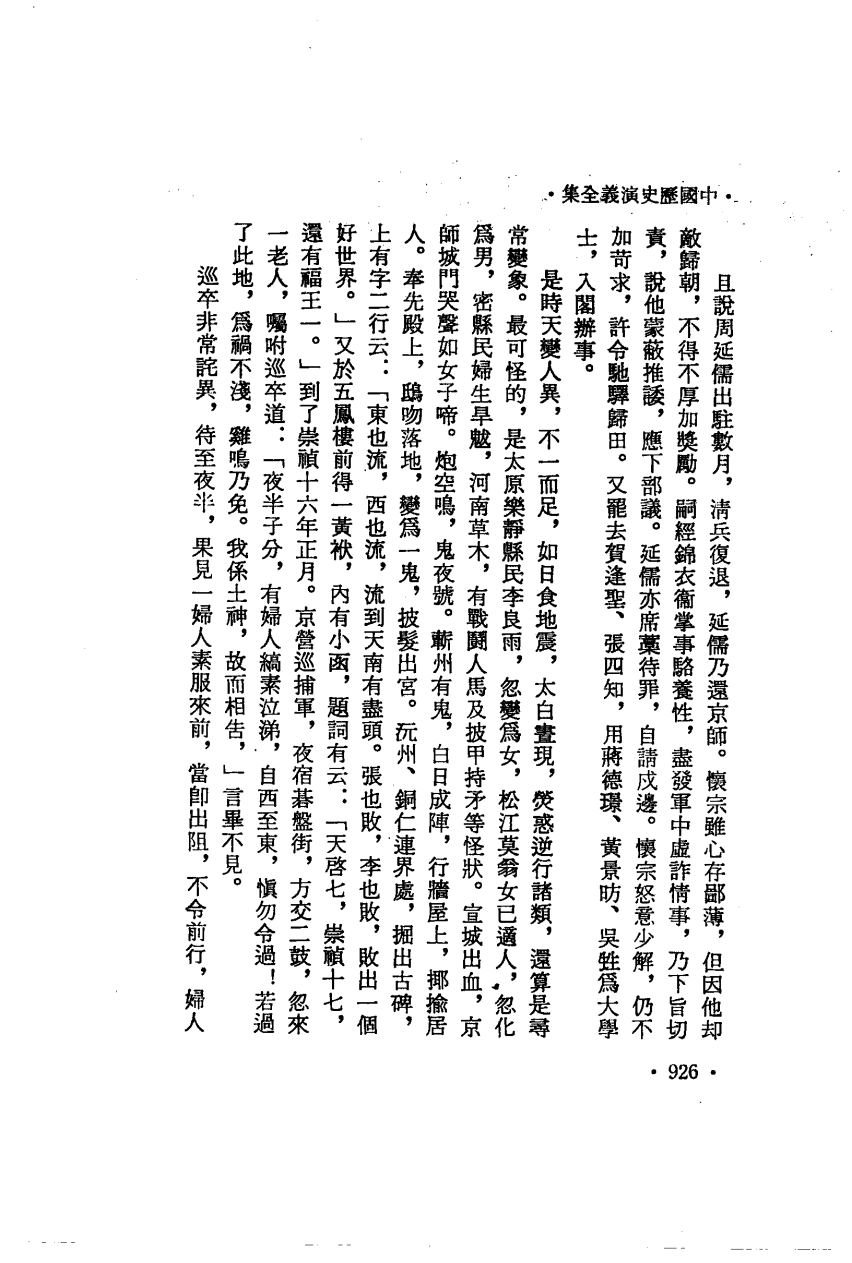 ·中國歷史演義全集·
且說周延儒出駐數月，清兵復退，延儒乃還京師。懷宗雖心存鄙薄，但因他却
敵歸朝，不得不厚加獎勵。嗣經錦衣衞掌事駱養性，盡發軍中虛詐情事，乃下旨切
責，說他蒙蔽推諉，應下部議。延儒亦席藁待罪，自請戍邊。懷宗怒意少解，仍不
加苛求，許令馳驛歸田。又罷去賀逢聖、張四知，用蔣德璟、黃景昉、吳甡爲大學
士，入閣辦事。
是時天變人異，不一而足，如日食地震，太白晝現，熒惑逆行諸類，還算是尋
常變象。最可怪的，是太原樂靜縣民李良雨，忽變爲女，松江莫翁女已適人，忽化
爲男，密縣民婦生旱魃，河南草木，有戰鬭人馬及披甲持矛等怪狀。宣城出血，京
師城門哭聲如女子啼。炮空鳴，鬼夜號。蘄州有鬼，白日成陣，行牆屋上，揶揄居
人。奉先殿上，鴟吻落地，變爲一鬼，披髮出宮。沅州、銅仁連界處，掘出古碑，
上有字二行云：「東也流，西也流，流到天南有盡頭。張也敗，李也敗，敗出一個
好世界。」又於五鳳樓前得一黃袱，內有小函，題詞有云：「天啓七，崇禎十七，
還有福王一。」到了崇禎十六年正月。京營巡捕軍，夜宿碁盤街，方交二鼓，忽來
一老人，囑咐巡卒道：「夜半子分，有婦人縞素泣涕，自西至東，愼勿令過！若過
了此地，爲禍不淺，雞鳴乃免。我係土神，故而相吿，」言畢不見。
巡卒非常詫異，待至夜半，果見一婦人素服來前，當卽出阻，不令前行，婦人
·926·